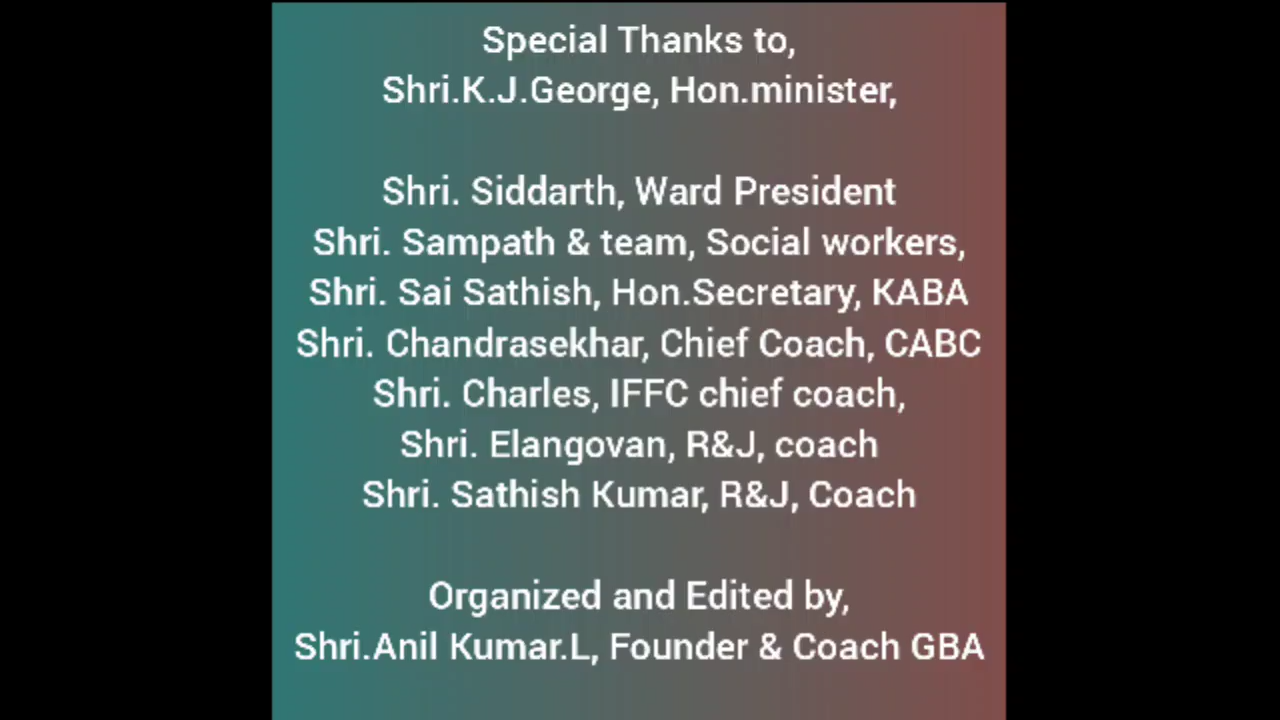 Special Thanks to,
Shri.K.J.George, Hon.minister,
Shri. Siddarth, Ward President
Shri. Sampath & team, Social workers,
Shri. Sai Sathish, Hon.Secretary, KABA
Shri. Chandrasekhar, Chief Coach, CABC
Shri. Charles, IFFC chief coach,
Shri. Elangovan, R&J, coach
Shri. Sathish Kumar, R&J, Coach
Organized and Edited by,
Shri.Anil Kumar.L, Founder & Coach GBA